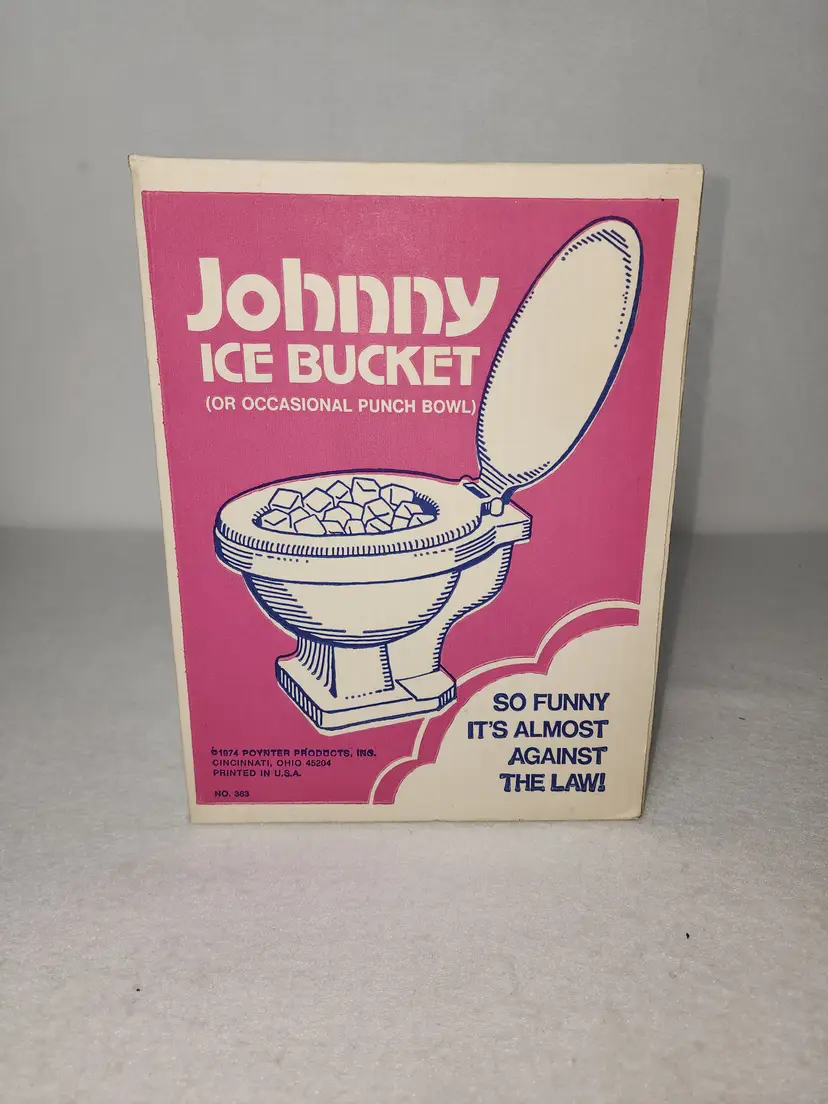 Johnny
ICE BUCKET
(OR OCCASIONAL PUNCH BOWL)
SO FUNNY
IT'S ALMOST
AGAINST
THE LAW!
©1974 POYNTER PRODUCTS, INC.
CINCINNATI, OHIO 45204
PRINTED IN U.S.A.
NO. 363